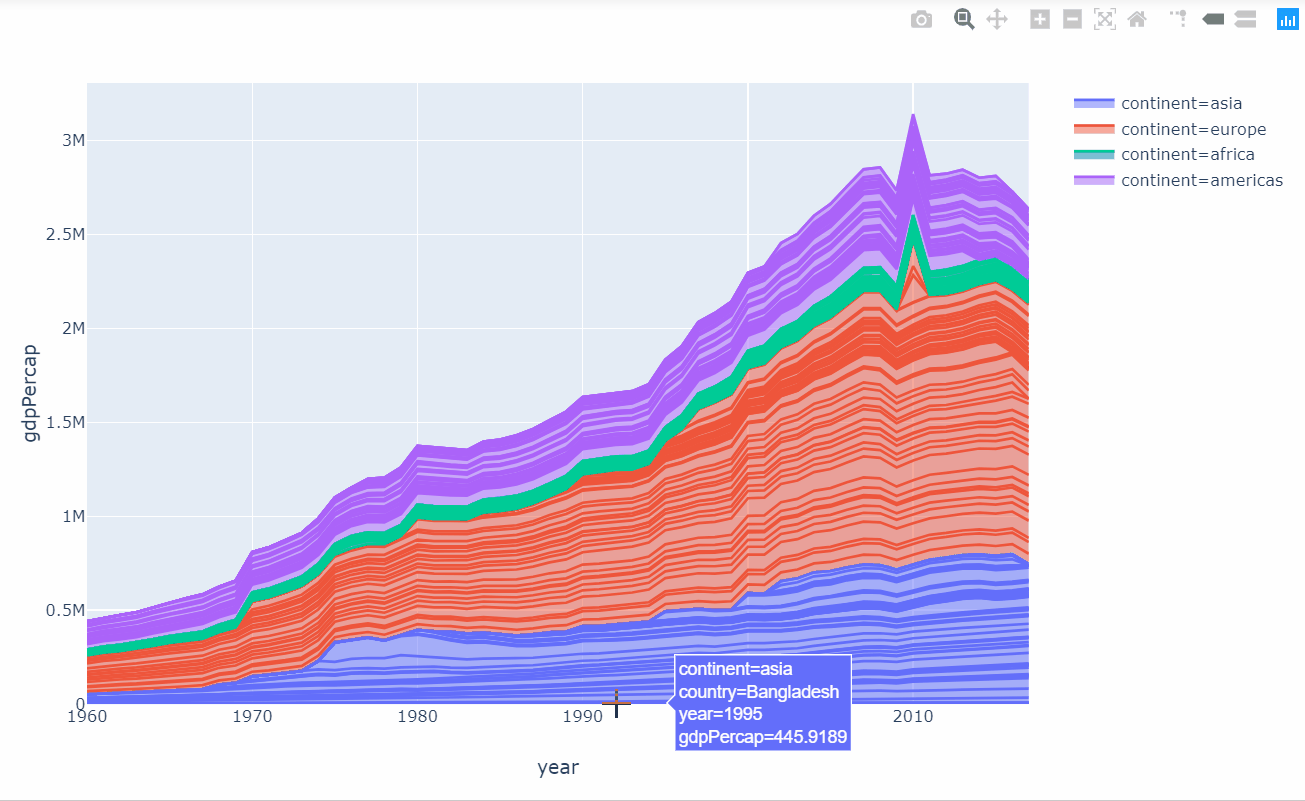 3M
2.5M
2M
1.5M
1M
0.5M
0
gdpPercap
1960
1970
1980
1990
2010
year
continent=asia
continent=europe
continent=africa
continent=americas
continent=asia
country=Bangladesh
year=1995
gdpPercap=445.9189